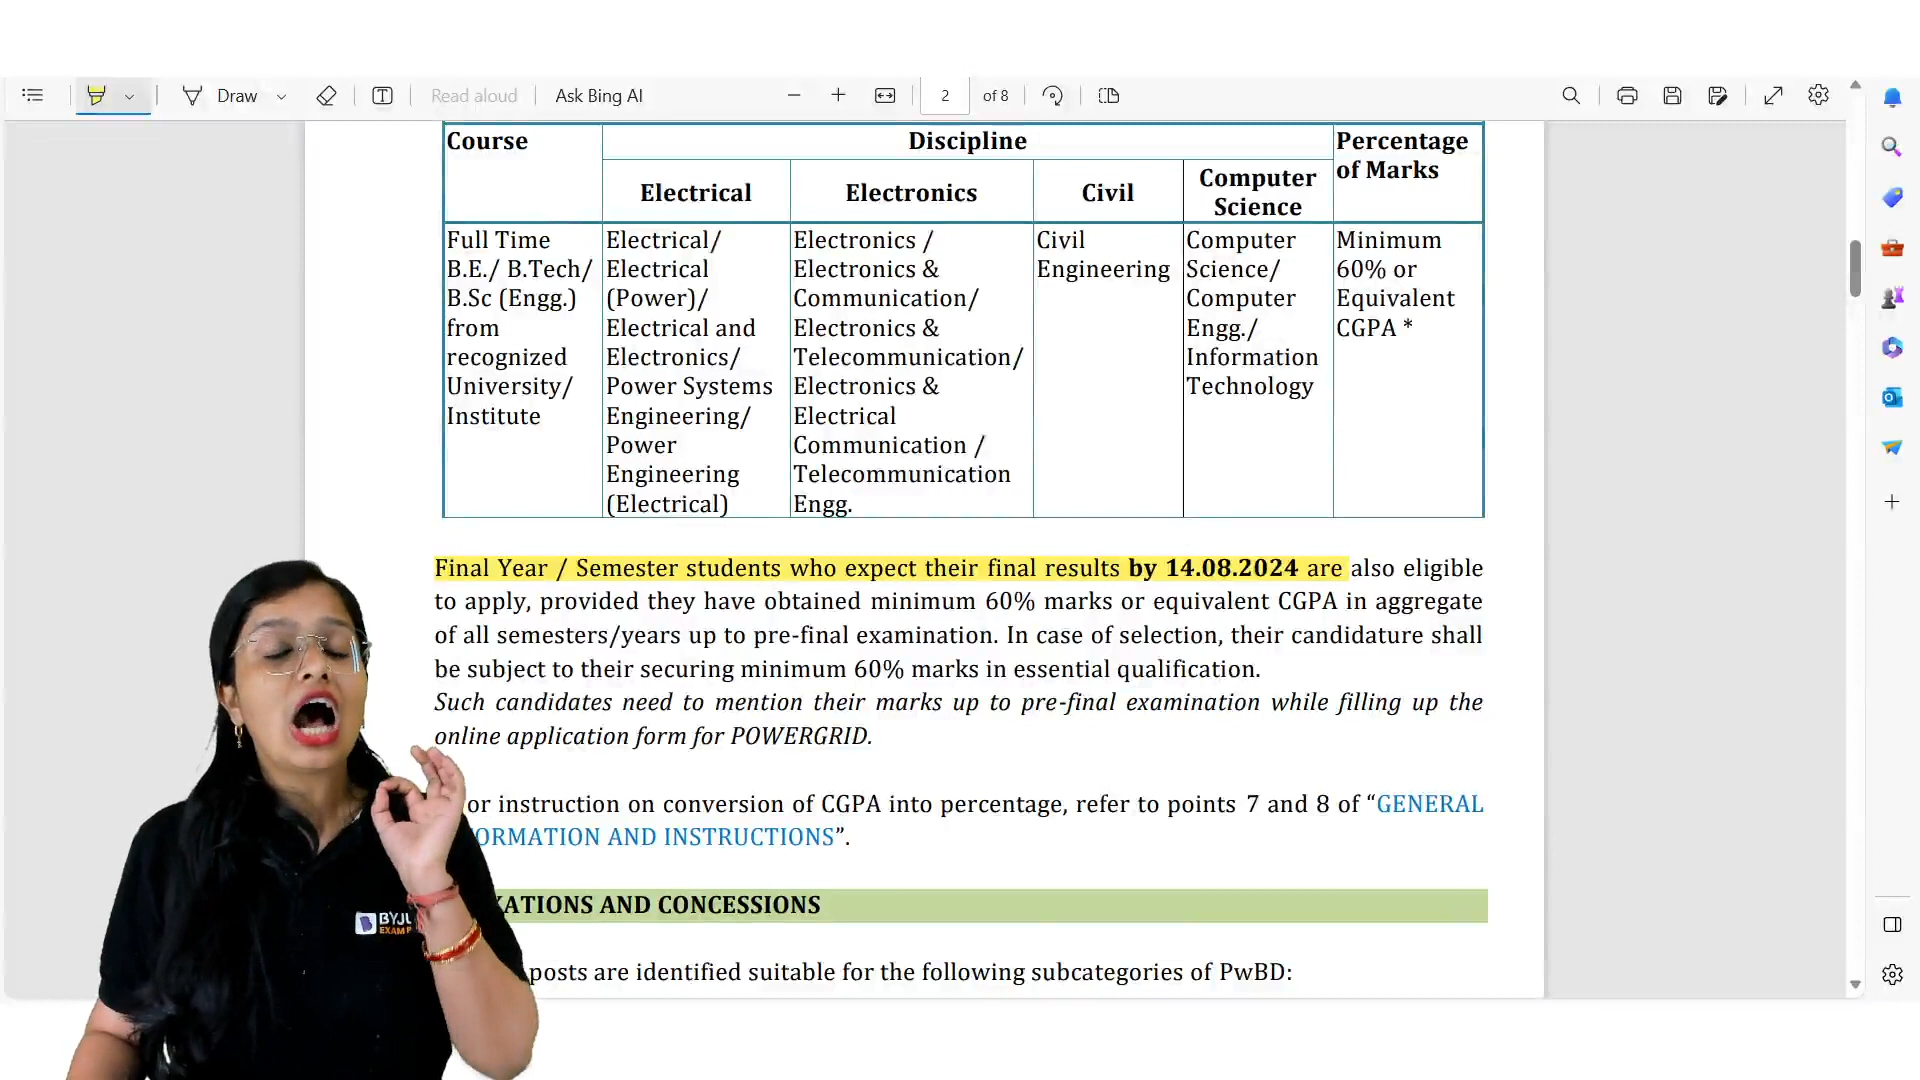 Draw
Read aloud
Ask Bing AI
2
of 8
Course
Discipline
Percentage
of Marks
Electrical
Electronics
Civil
Computer
Science
Full Time
B.E./ B.Tech/
B.Sc (Engg.)
from
recognized
University/
Institute
Electrical/
Electrical
(Power)/
Electrical and
Electronics/
Power Systems
Engineering/
Power
Engineering
(Electrical)
Electronics /
Electronics &
Communication/
Electronics &
Telecommunication/
Electronics &
Electrical
Communication /
Telecommunication
Engg.
Civil
Engineering
Computer
Science/
Computer
Engg./
Information
Technology
Minimum
60% or
Equivalent
CGPA *
Final Year / Semester students who expect their final results by 14.08.2024 are also eligible
to apply, provided they have obtained minimum 60% marks or equivalent CGPA in aggregate
of all semesters/years up to pre-final examination. In case of selection, their candidature shall
be subject to their securing minimum 60% marks in essential qualification.
Such candidates need to mention their marks up to pre-final examination while filling up the
online application form for POWERGRID.
or instruction on conversion of CGPA into percentage, refer to points 7 and 8 of “GENERAL
ORMATION AND INSTRUCTIONS”.
XATIONS AND CONCESSIONS
posts are identified suitable for the following subcategories of PwBD:
BYJU
EXAM P